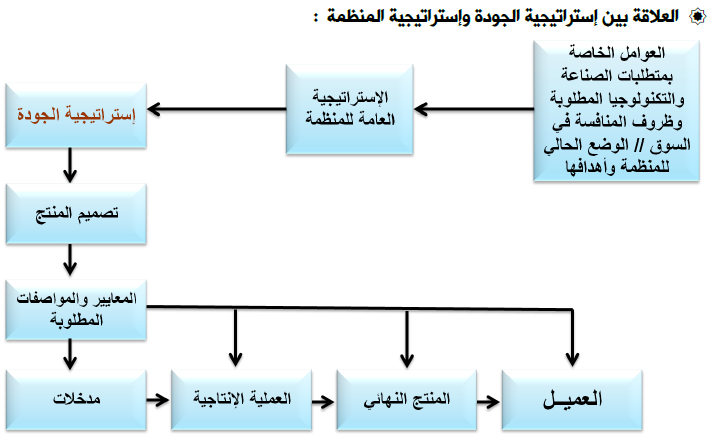 العلاقة بين إستراتيجية الجودة وإستراتيجية المنظمة :
العوامل الخاصة
بمتطلبات الصناعة
والتكنولوجيا المطلوبة
وظروف المنافسة في
السوق // الوضع الحالي
للمنظمة وأهدافها
الإستراتيجية
العامة للمنظمة
إستراتيجية الجودة
تصميم المنتج
المعايير والمواصفات
المطلوبة
مدخلات
العملية الإنتاجية
المنتج النهائي
العميــل